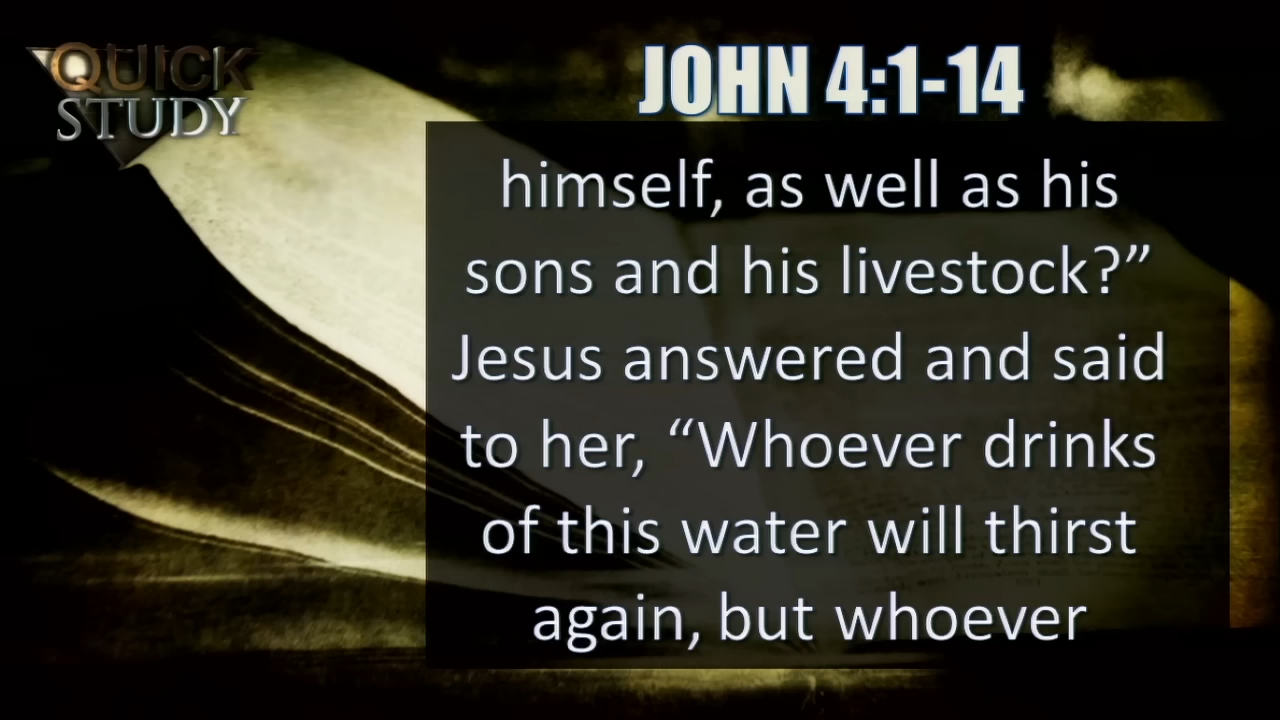 QUICK
STUDY
JOHN 4:1-14
himself, as well as his
sons and his livestock?”
Jesus answered and said
to her, “Whoever drinks
of this water will thirst
again, but whoever